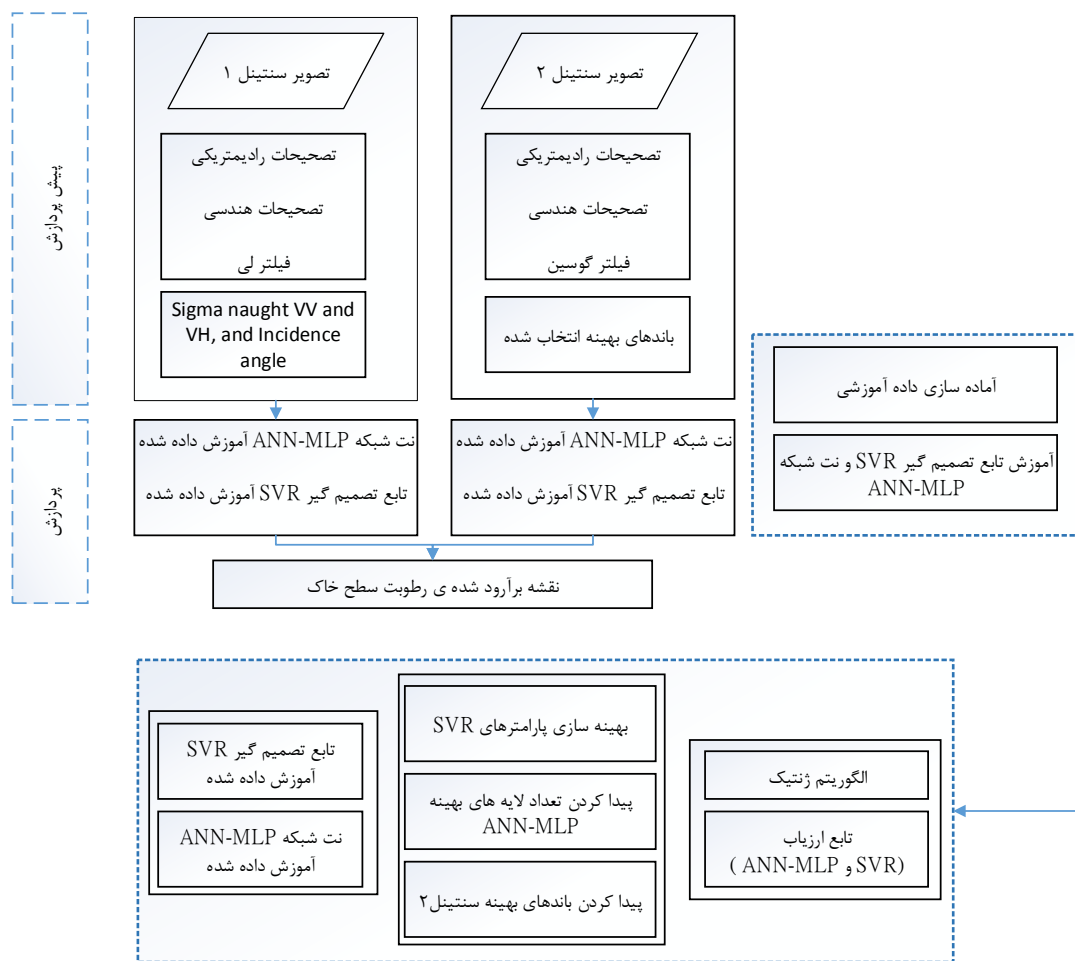 پیش پردازش
تصویر سنتینل ۱
تصحیحات رادیمتریکی
تصحیحات هندسی
فیلتر لی
Sigma naught VV and
VH, and Incidence
angle
تصویر سنتینل ۲
تصحیحات رادیمتریکی
تصحیحات هندسی
فیلتر گوسین
باندهای بهینه انتخاب شده
آماده سازی داده آموزشی
آموزش تابع تصمیم گیر SVR و نت شبکه
ANN-MLP
پردازش
نت شبکه ANN-MLP آموزش داده شده
تابع تصمیم گیر SVR آموزش داده شده
نت شبکه ANN-MLP آموزش داده شده
تابع تصمیم گیر SVR آموزش داده شده
نقشه برآرود شده ی رطوبت سطح خاک
الگوریتم ژنتیک
تابع ارزیاب
(SVR و ANN-MLP )
بهینه سازی پارامترهای SVR
پیدا کردن تعداد لایه های بهینه
ANN-MLP
پیدا کردن باندهای بهینه سنتینل۲
تابع تصمیم گیر SVR
آموزش داده شده
نت شبکه ANN-MLP
آموزش داده شده